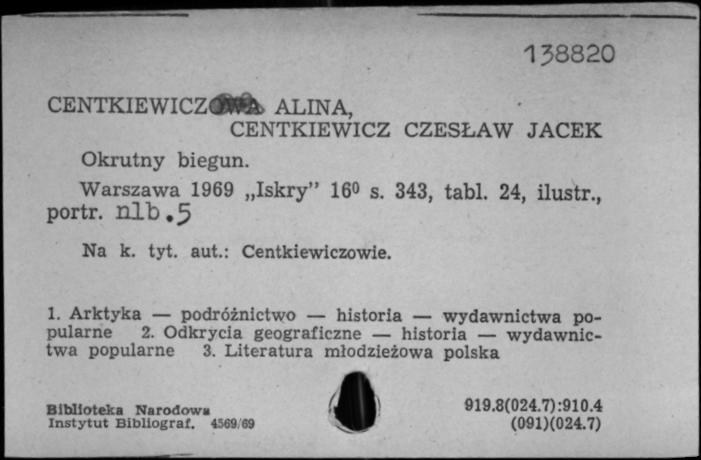 138820
CENTKIEWICZOWA ALINA,
CENTKIEWICZ CZESŁAW JACEK
Okrutny biegun.
Warszawa 1969 „Iskry” 16⁰ s. 343, tabl. 24, ilustr.,
portr. nlb.5
Na k. tyt. aut.: Centkiewiczowie.
1. Arktyka — podróżnictwo — historia — wydawnictwa po-
pularne 2. Odkrycia geograficzne — historia — wydawnic-
twa popularne 3. Literatura młodzieżowa polska
Biblioteka Narodowa 919.8(024.7):910.4
Instytut Bibliograf. 4569/69 (091)(024.7)